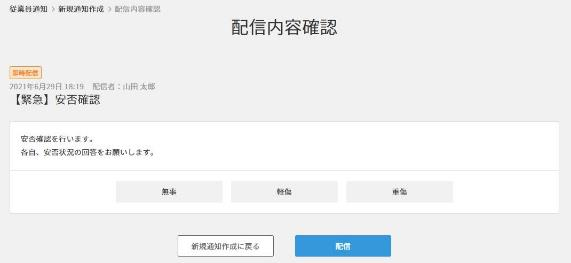 従業員通知 > 新規通知作成 > 配信内容確認
配信内容確認
即時配信
2021年6月29日 18:19 配信者：山田 太郎
【緊急】安否確認
安否確認を行います。
各自、安否状況の回答をお願いします。
無事 軽傷 重傷
新規通知作成に戻る 配信